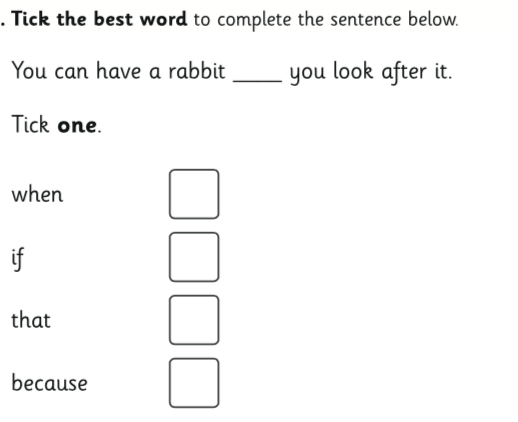 . Tick the best word to complete the sentence below.
You can have a rabbit _____ you look after it.
Tick one.
when
if
that
because